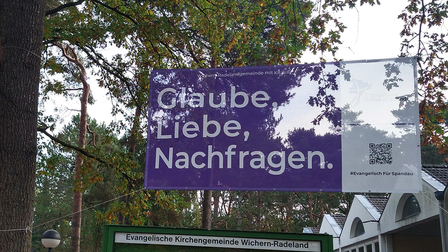 Glaube,
Liebe,
Nachfragen.
#Evangelisch Für Spandau
Evangelische Kirchengemeinde Wichern-Radeland